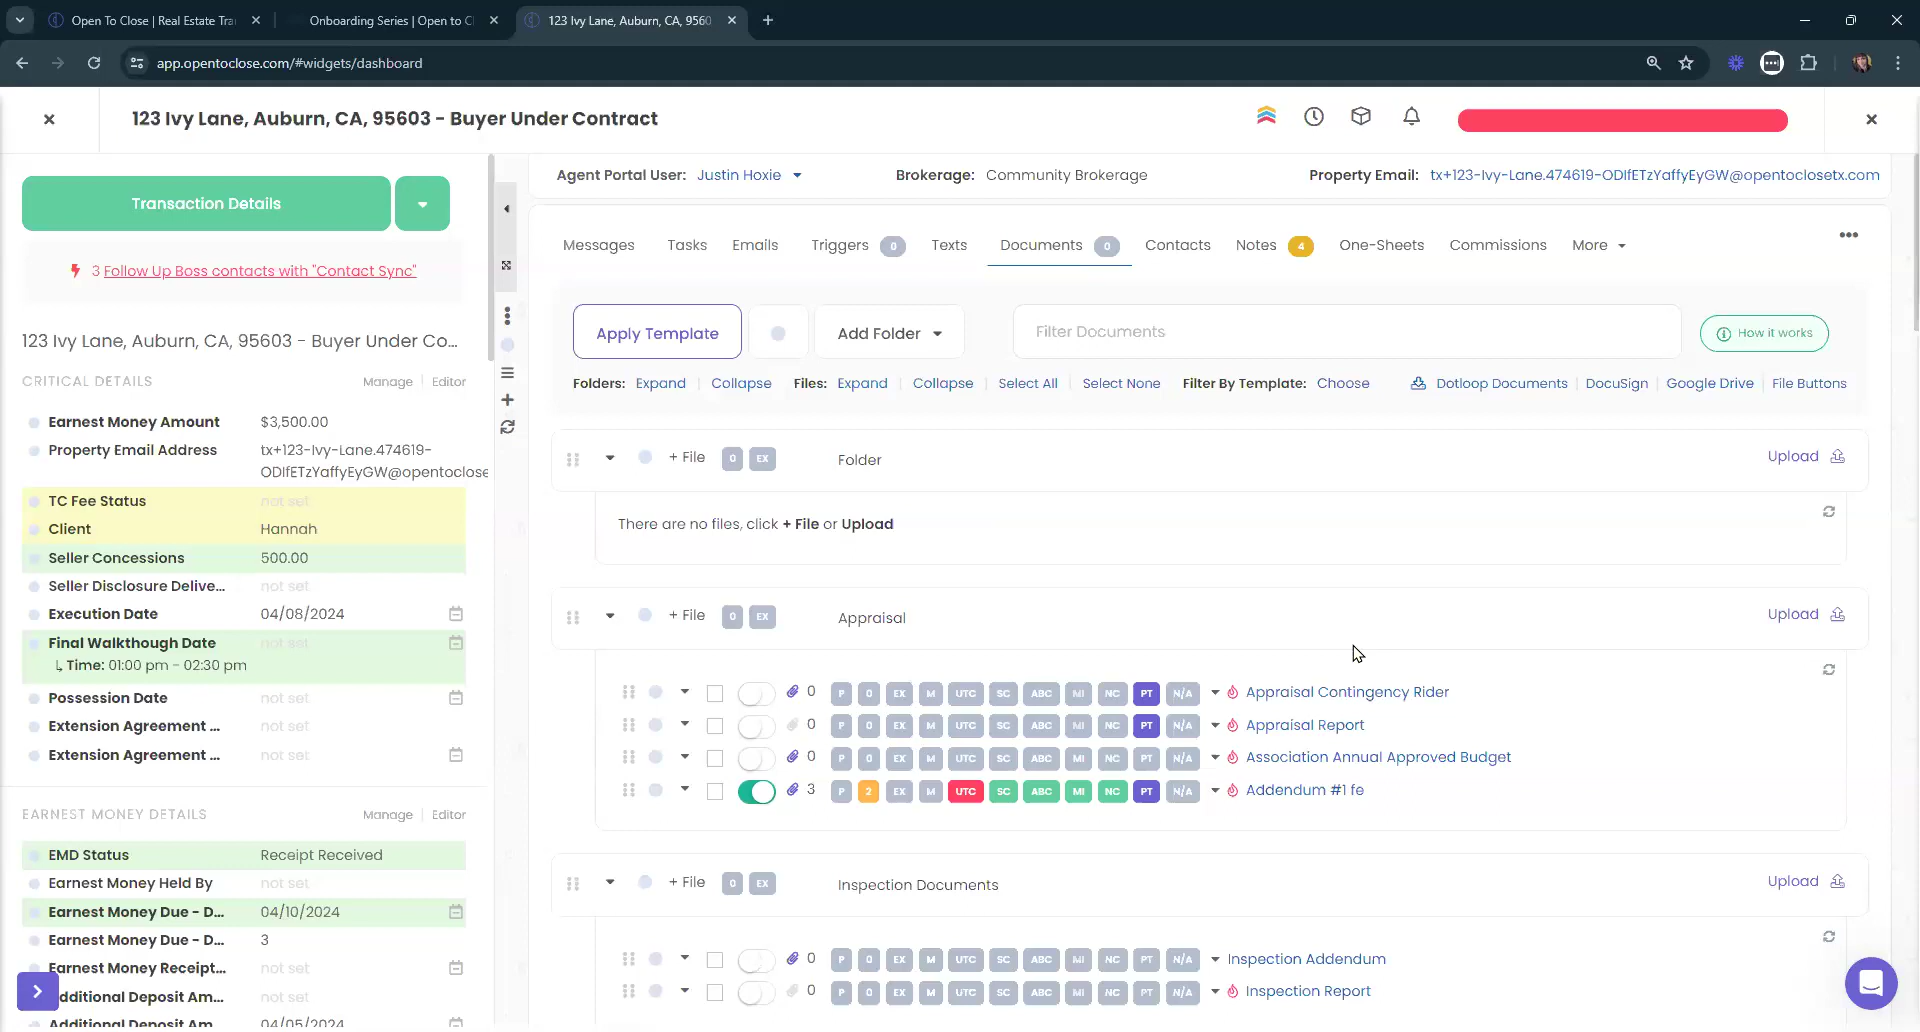 Open To Close | Real Estate Tra
Onboarding Series | Open to Cl
123 Ivy Lane, Auburn, CA, 9560
app.opentoclose.com/#widgets/dashboard
123 Ivy Lane, Auburn, CA, 95603 - Buyer Under Contract
Transaction Details
3 Follow Up Boss contacts with "Contact Sync"
123 Ivy Lane, Auburn, CA, 95603 - Buyer Under Co...
CRITICAL DETAILS Manage Editor
Earnest Money Amount $3,500.00
Property Email Address tx+123-Ivy-Lane.474619-
ODIfETzYaffyEyGW@opentoclose
TC Fee Status not set
Client Hannah
Seller Concessions 500.00
Seller Disclosure Delive... not set
Execution Date 04/08/2024
Final Walkthough Date not set
↳ Time: 01:00 pm - 02:30 pm
Possession Date not set
Extension Agreement ... not set
Extension Agreement ... not set
EARNEST MONEY DETAILS Manage Editor
EMD Status Receipt Received
Earnest Money Held By not set
Earnest Money Due - D... 04/10/2024
Earnest Money Due - D... 3
Earnest Money Receipt... not set
dditional Deposit Am... not set
Additional Deposit Am 04/05/2024
Agent Portal User: Justin Hoxie Brokerage: Community Brokerage Property Email: tx+123-Ivy-Lane.474619-ODIfETzYaffyEyGW@opentoclosetx.com
Messages Tasks Emails Triggers 0 Texts Documents 0 Contacts Notes 4 One-Sheets Commissions More
Apply Template Add Folder Filter Documents How it works
Folders: Expand Collapse Files: Expand Collapse Select All Select None Filter By Template: Choose Dotloop Documents DocuSign Google Drive File Buttons
+ File 0 EX Folder Upload
There are no files, click + File or Upload
+ File 0 EX Appraisal Upload
0 P 0 EX M UTC SC ABC MI NC PT N/A Appraisal Contingency Rider
0 P 0 EX M UTC SC ABC MI NC PT N/A Appraisal Report
0 P 0 EX M UTC SC ABC MI NC PT N/A Association Annual Approved Budget
3 P 2 EX M UTC SC ABC MI NC PT N/A Addendum #1 fe
+ File 0 EX Inspection Documents Upload
0 P 0 EX M UTC SC ABC MI NC PT N/A Inspection Addendum
0 P 0 EX M UTC SC ABC MI NC PT N/A Inspection Report